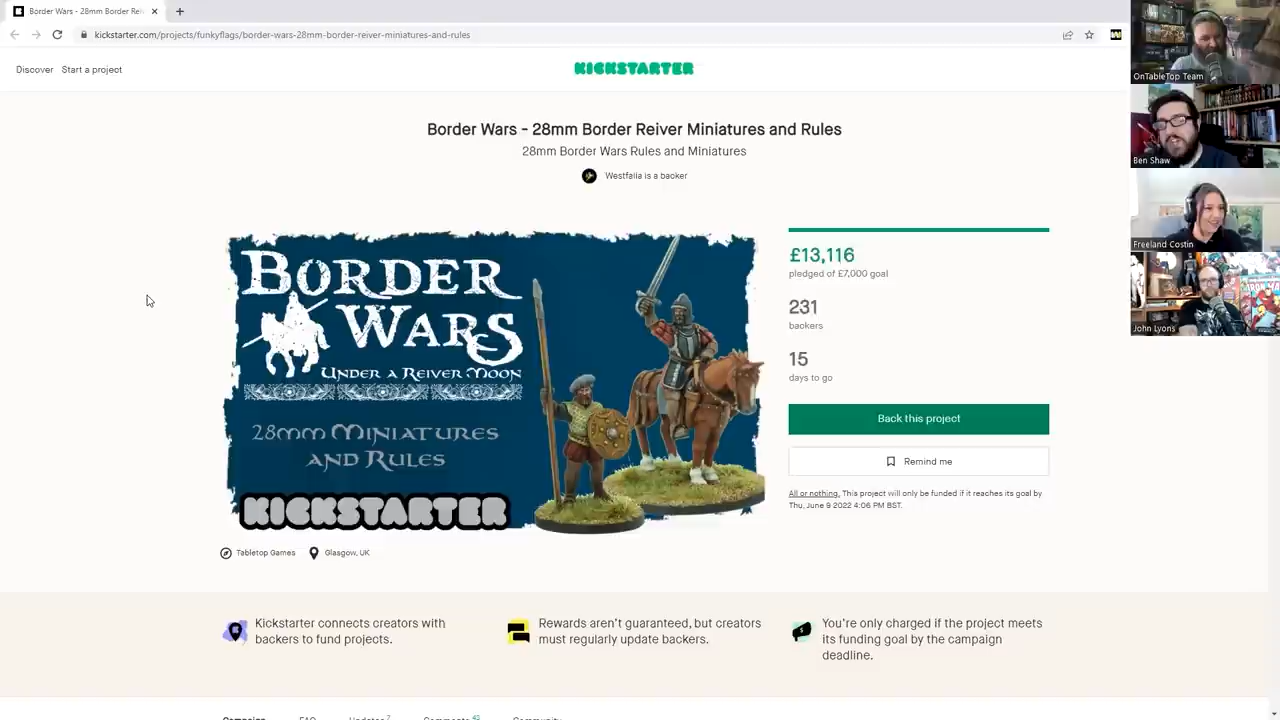 Border Wars - 28mm Border Rei
kickstarter.com/projects/funkyflags/border-wars-28mm-border-reiver-miniatures-and-rules
Discover Start a project
KICKSTARTER
Border Wars - 28mm Border Reiver Miniatures and Rules
28mm Border Wars Rules and Miniatures
Westfalia is a backer
BORDER
WARS
UNDER A REIVER MOON
28MM MINIATURES
AND RULES
KICKSTARTER
£13,116
pledged of £7,000 goal
231
backers
15
days to go
Back this project
Remind me
All or nothing. This project will only be funded if it reaches its goal by
Thu, June 9 2022 4:06 PM BST.
Tabletop Games Glasgow, UK
Kickstarter connects creators with
backers to fund projects.
Rewards aren't guaranteed, but creators
must regularly update backers.
You're only charged if the project meets
its funding goal by the campaign
deadline.
Campaign FAQ Updates 7 Comments 45 Community
OnTableTop Team
Ben Shaw
Freeland Costin
John Lyons